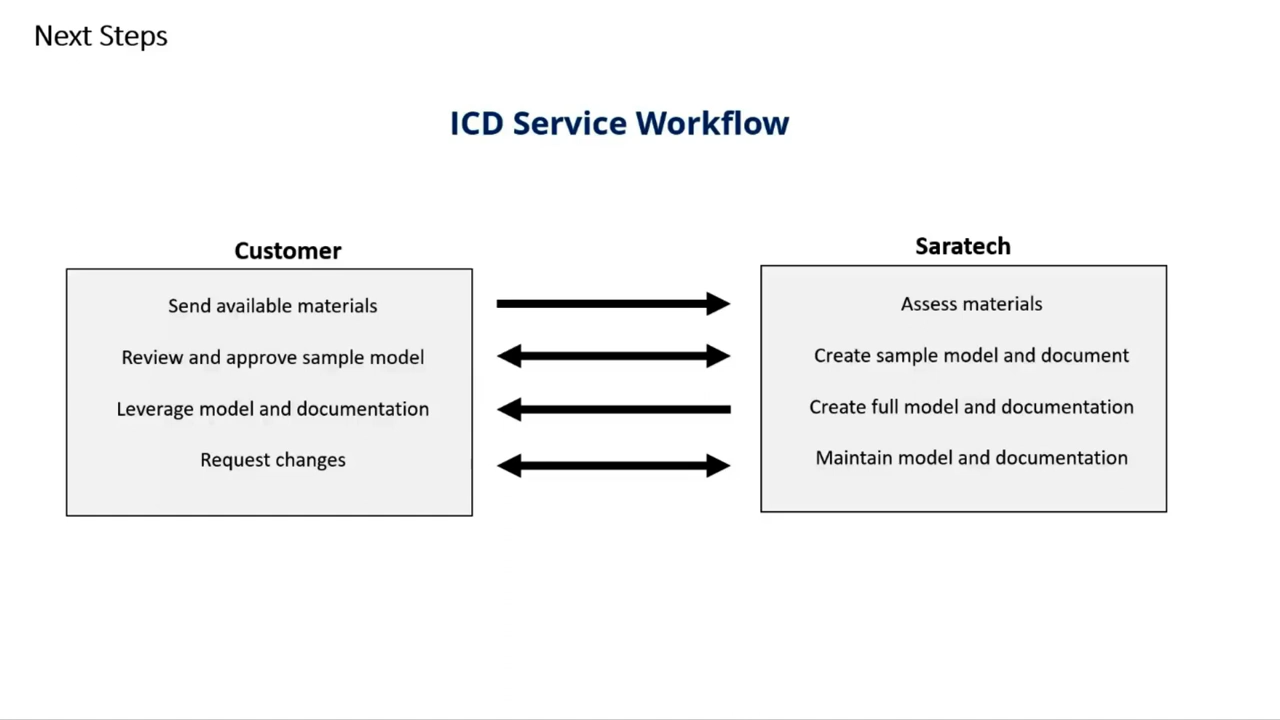 Next Steps
ICD Service Workflow
Customer
Send available materials
Review and approve sample model
Leverage model and documentation
Request changes
Saratech
Assess materials
Create sample model and document
Create full model and documentation
Maintain model and documentation